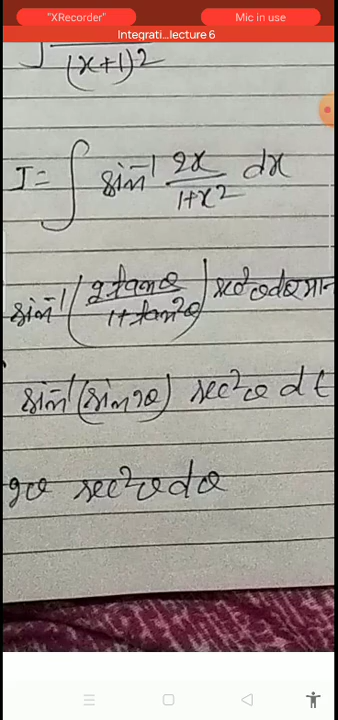 "XRecorder" Mic in use
Integrati...lecture 6
∫ (x+1)2
I = ∫ sin⁻¹ 2x/1+x² dx
sin⁻¹ (2tanθ/1+tan²θ) sec²θdθ मान
sin⁻¹ (sin2θ) sec²θ dt
2θ sec²θdθ